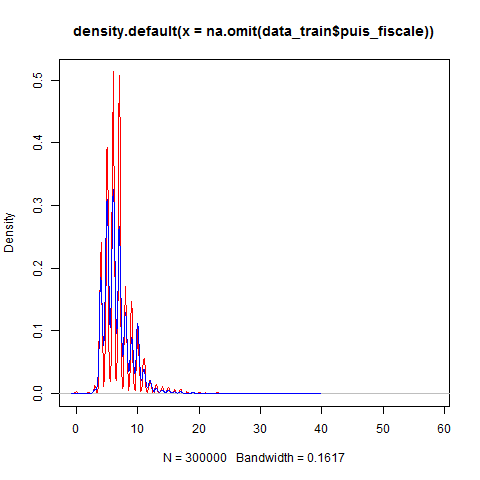 density.default(x = na.omit(data_train$puis_fiscale))
Density
0.5
0.4
0.3
0.2
0.1
0.0
0 10 20 30 40 50 60
N = 300000 Bandwidth = 0.1617